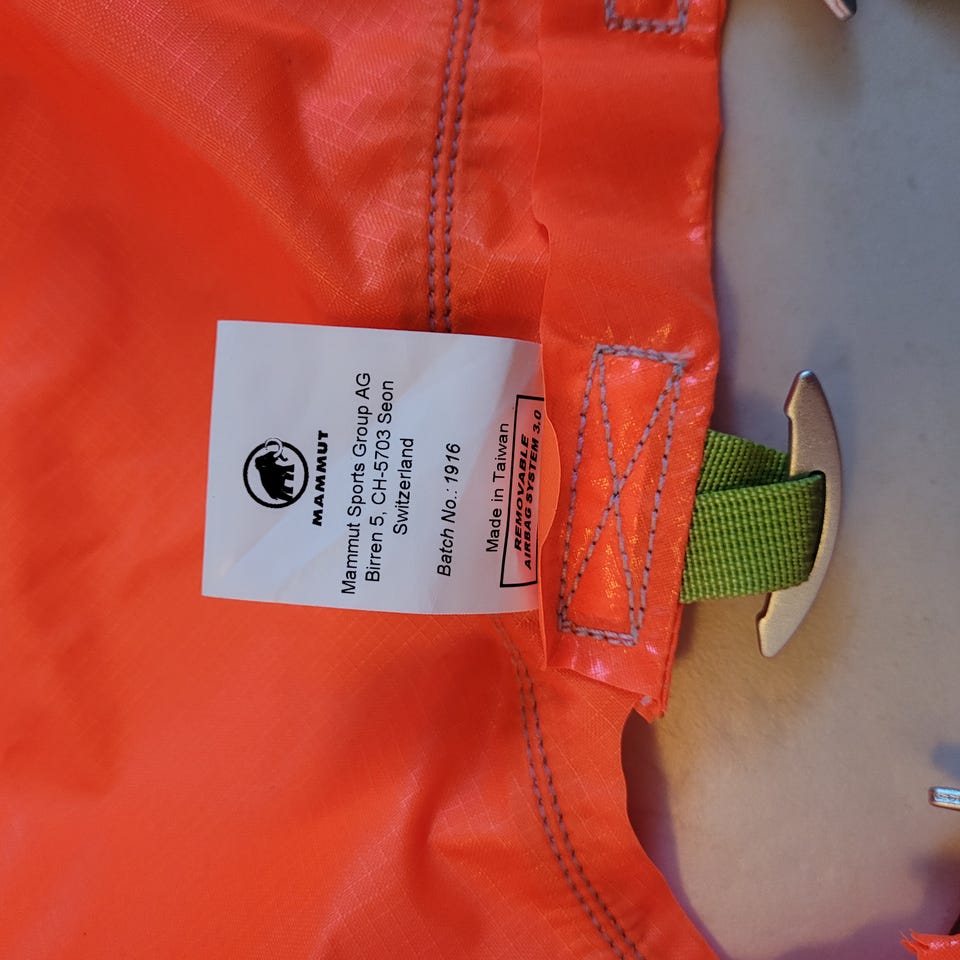 MAMMUT
Mammut Sports Group AG
Birren 5, CH-5703 Seon
Switzerland
Batch No.: 1916
Made in Taiwan
REMOVABLE
AIRBAG SYSTEM 3.0